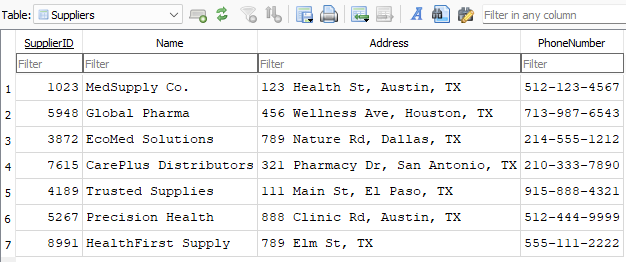 Table: Suppliers Filter in any column
SupplierID Name Address PhoneNumber
Filter Filter Filter Filter
1 1023 MedSupply Co. 123 Health St, Austin, TX 512-123-4567
2 5948 Global Pharma 456 Wellness Ave, Houston, TX 713-987-6543
3 3872 EcoMed Solutions 789 Nature Rd, Dallas, TX 214-555-1212
4 7615 CarePlus Distributors 321 Pharmacy Dr, San Antonio, TX 210-333-7890
5 4189 Trusted Supplies 111 Main St, El Paso, TX 915-888-4321
6 5267 Precision Health 888 Clinic Rd, Austin, TX 512-444-9999
7 8991 HealthFirst Supply 789 Elm St, TX 555-111-2222